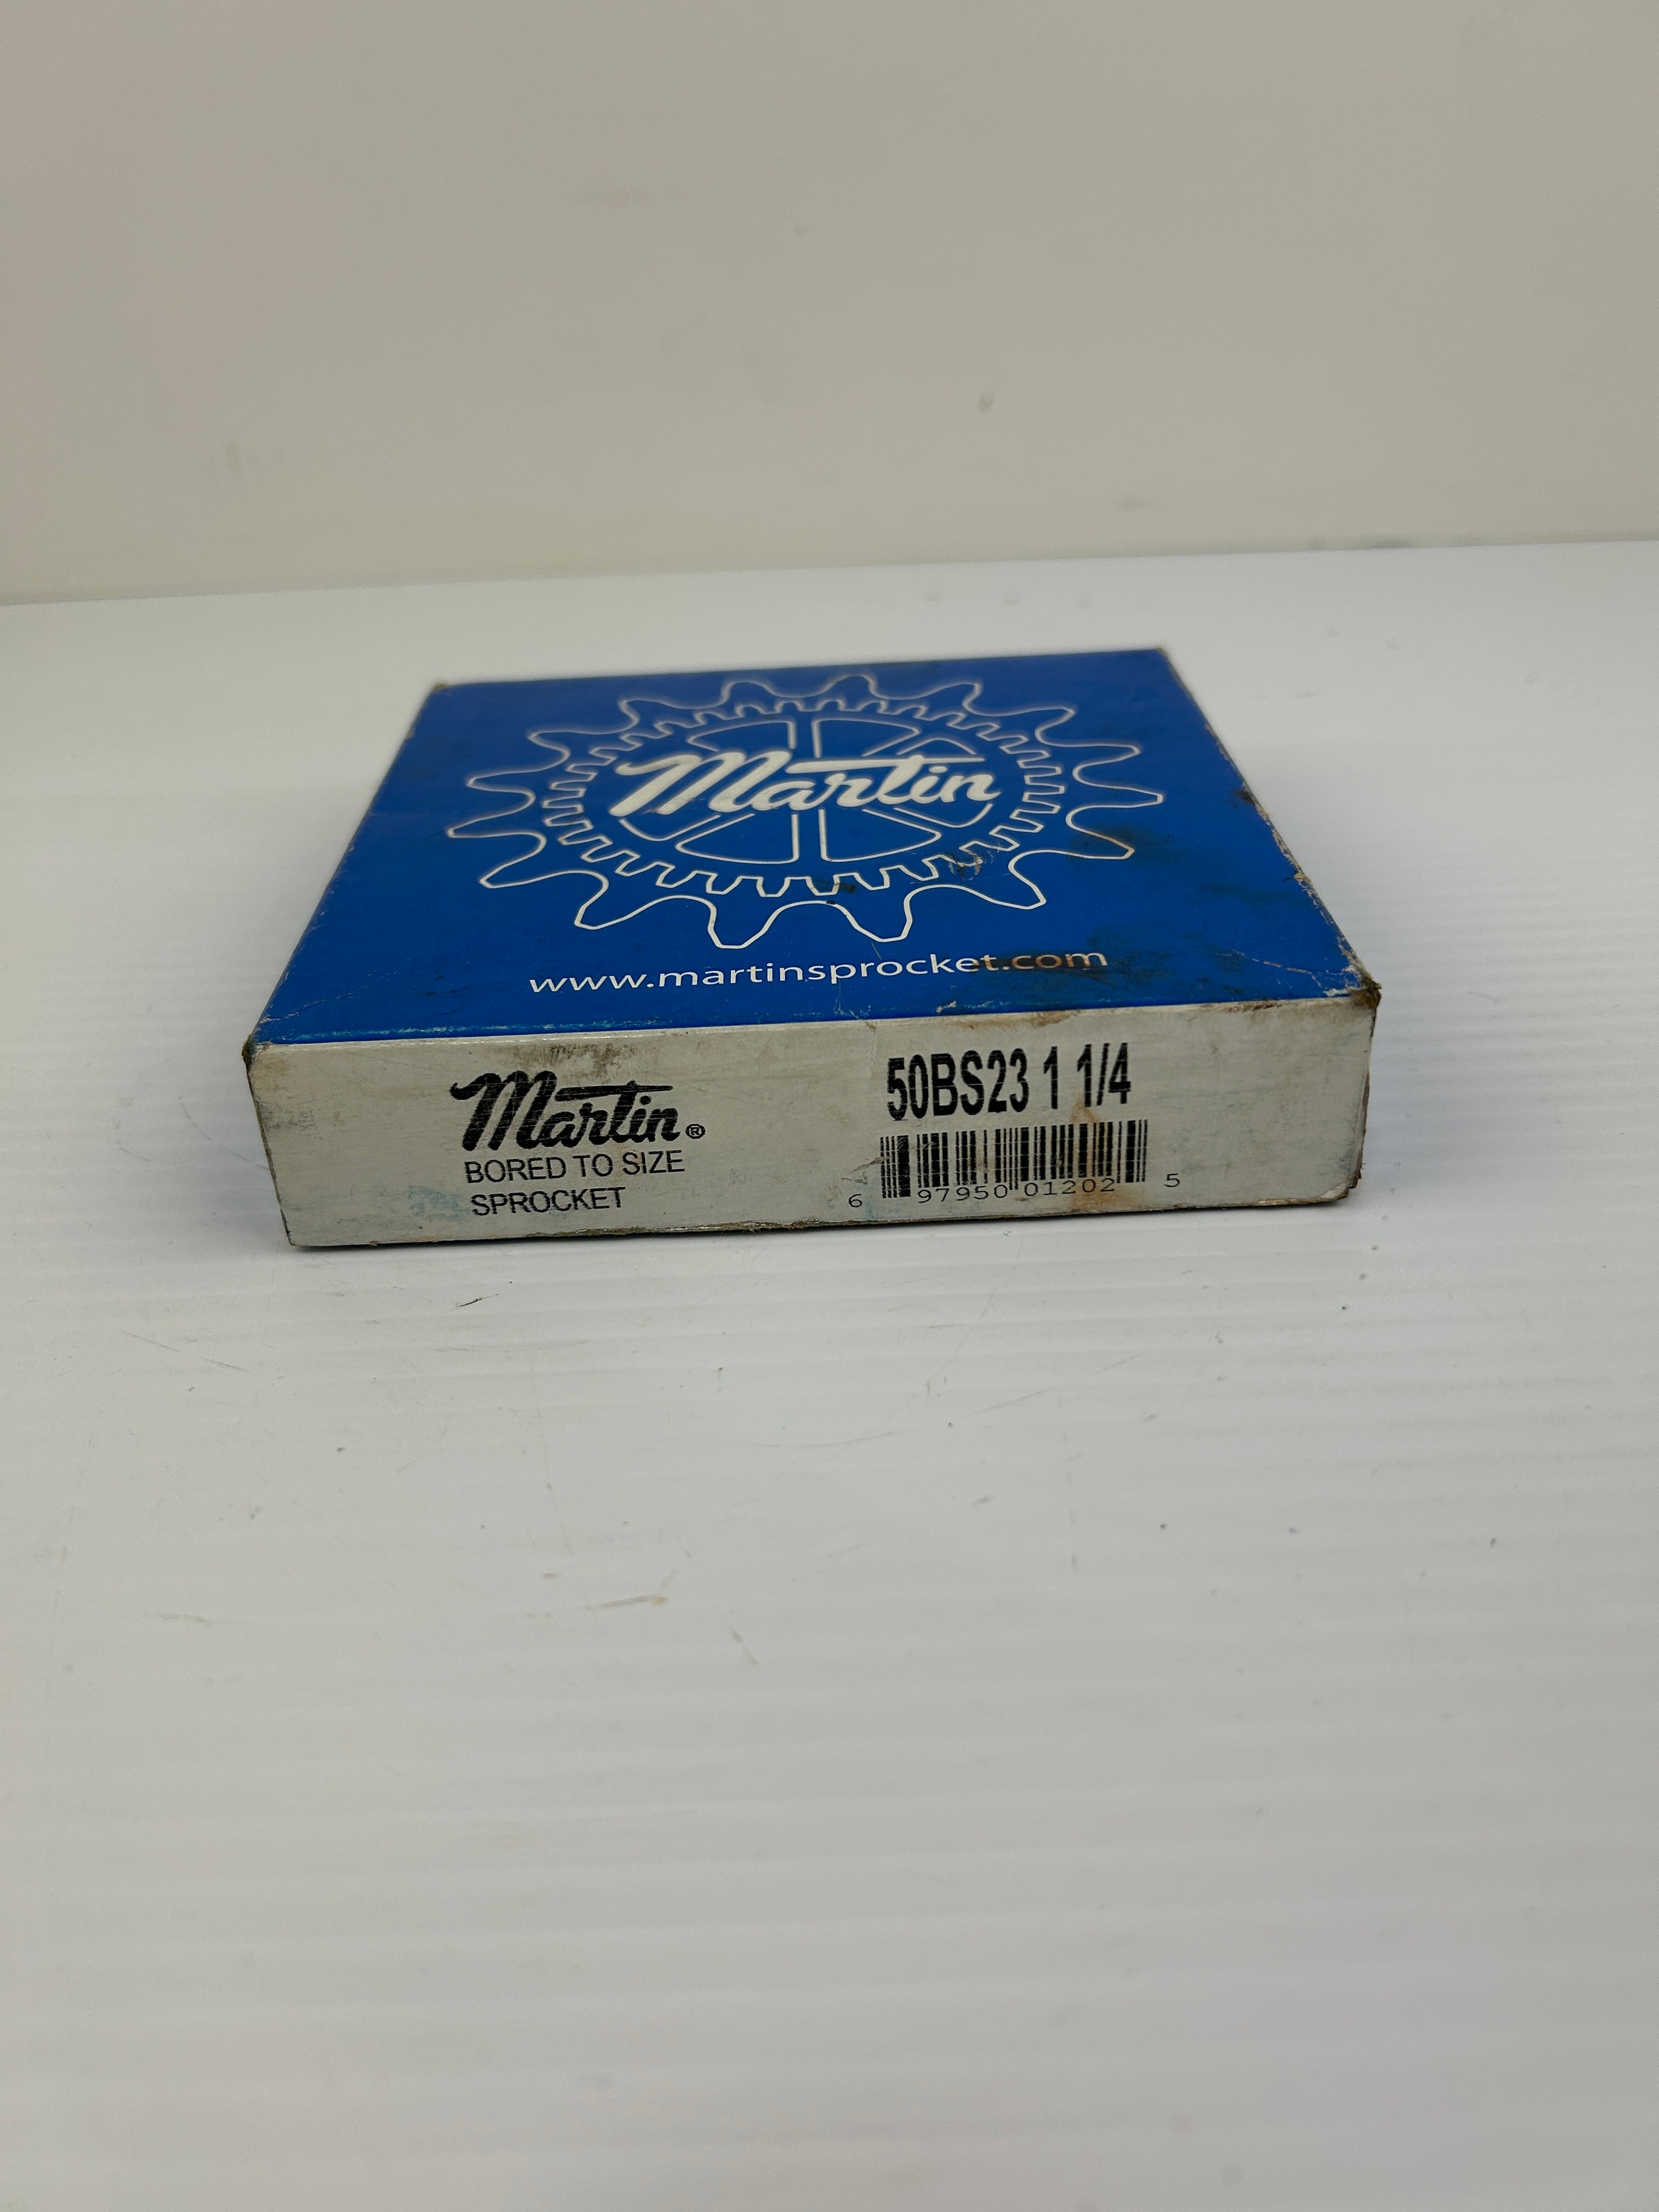 Martin
www.martinsprocket.com
Martin®
BORED TO SIZE
SPROCKET
50BS23 1 1/4
6 97950 01202 5